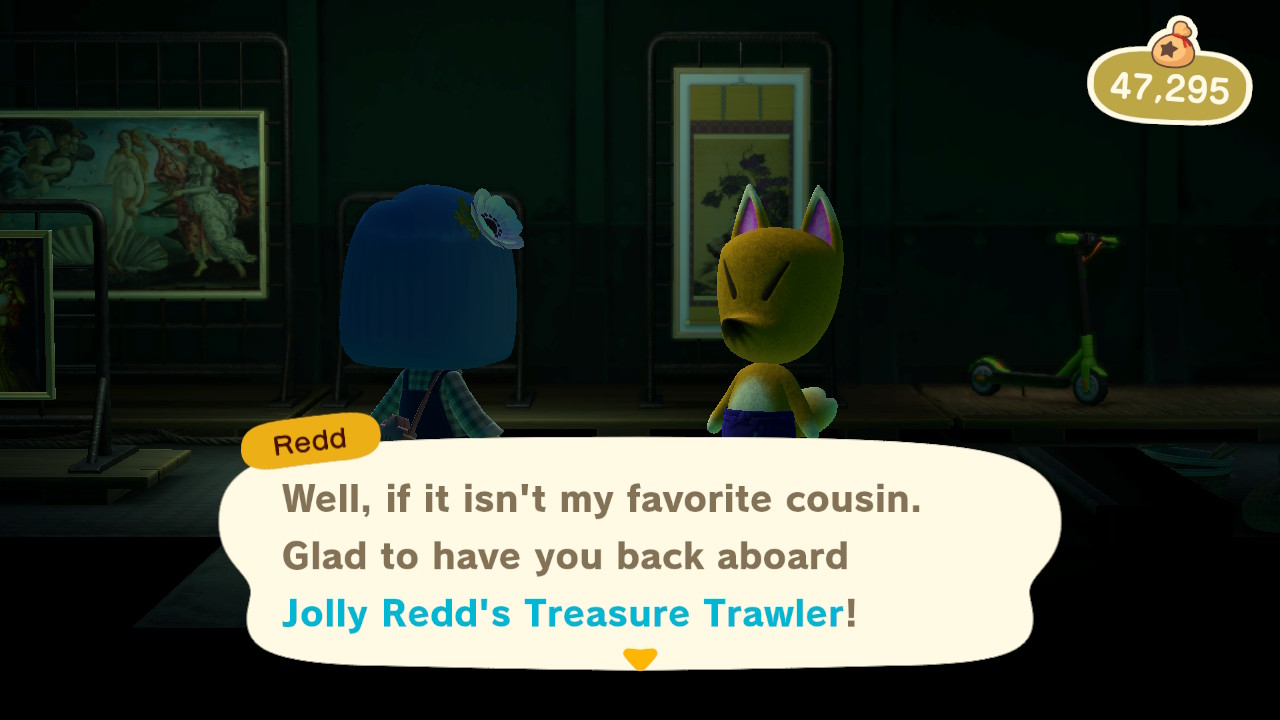 47,295
Redd
Well, if it isn't my favorite cousin.
Glad to have you back aboard
Jolly Redd's Treasure Trawler!